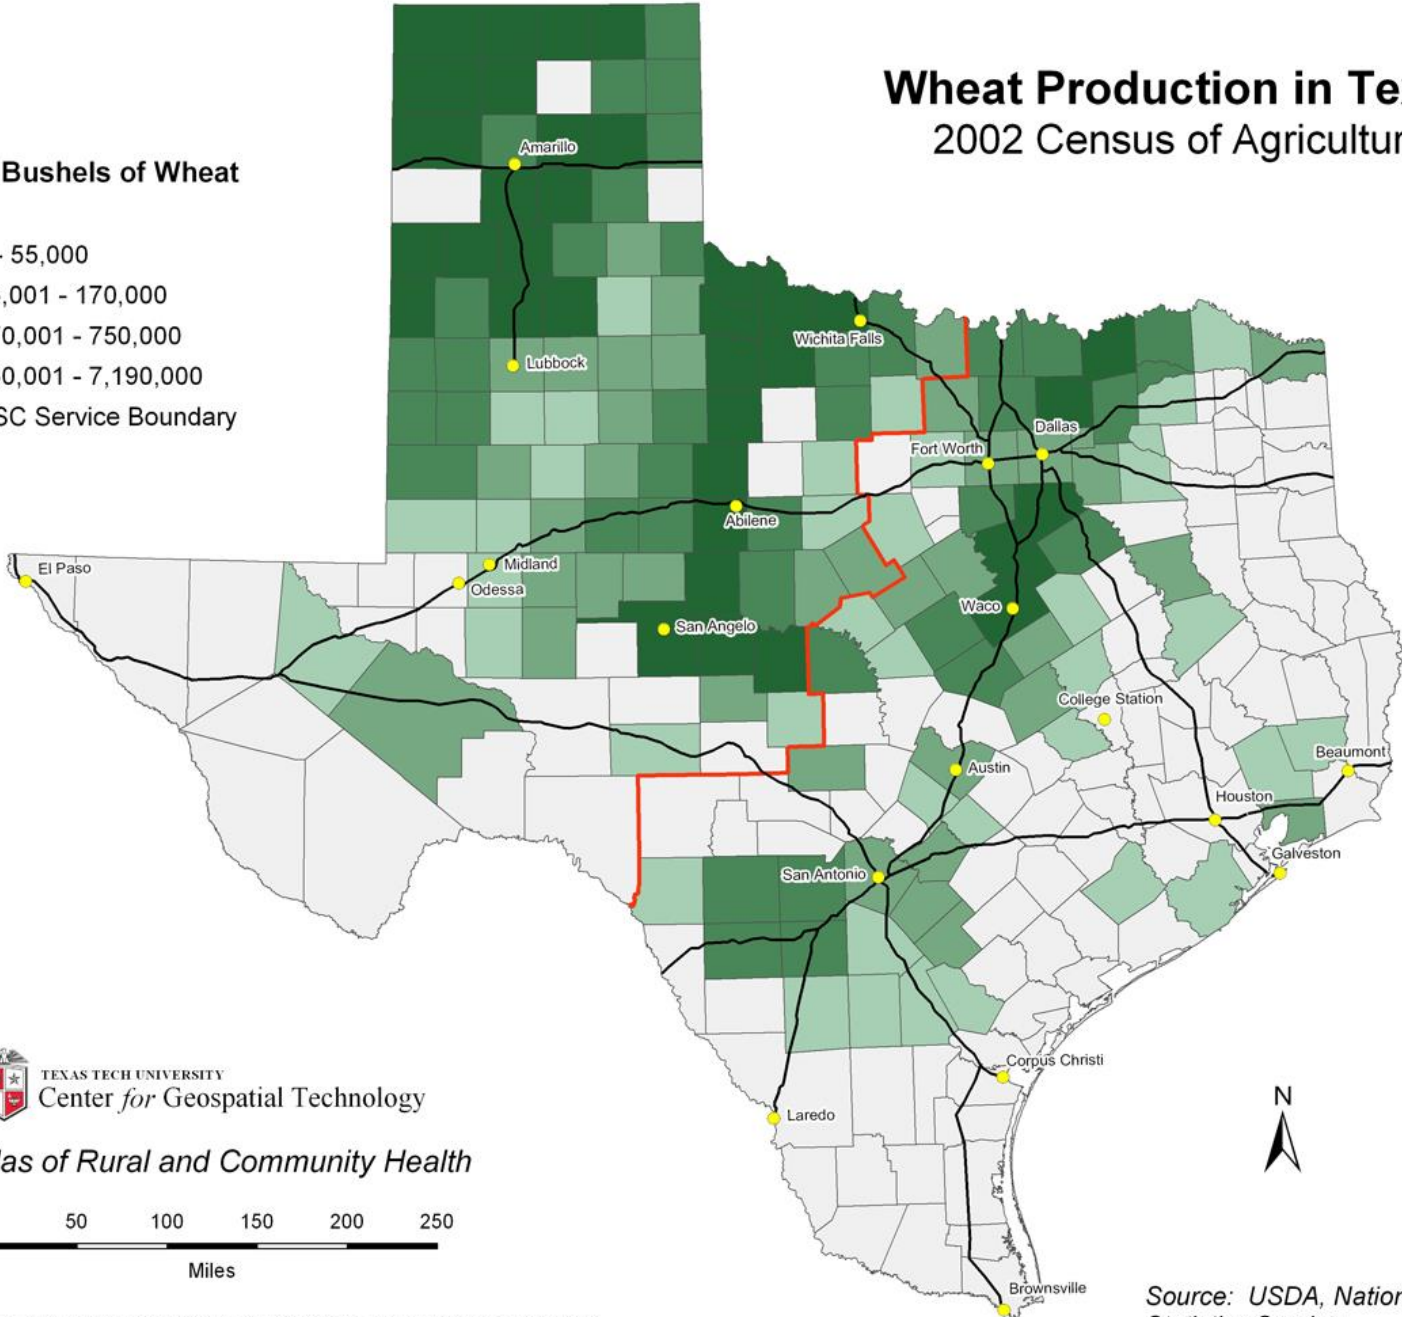 Wheat Production in Te
2002 Census of Agricultur
Bushels of Wheat
- 55,000
,001 - 170,000
0,001 - 750,000
0,001 - 7,190,000
SC Service Boundary
Amarillo
Lubbock
Wichita Falls
Dallas
Fort Worth
Abilene
El Paso
Midland
Odessa
Waco
San Angelo
College Station
Beaumont
Austin
Houston
Galveston
San Antonio
Corpus Christi
Laredo
Brownsville
N
TEXAS TECH UNIVERSITY
Center for Geospatial Technology
las of Rural and Community Health
50 100 150 200 250
Miles
Source: USDA, Nation